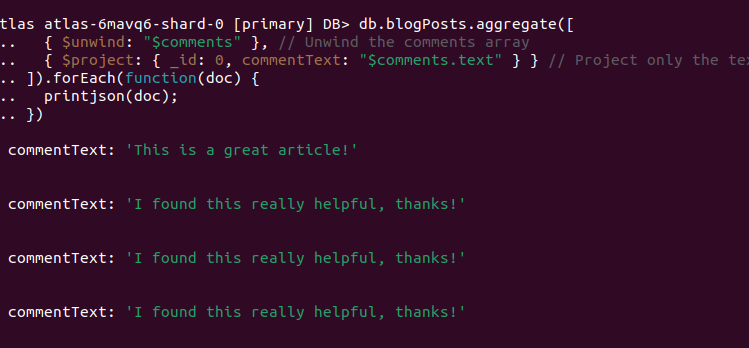 tlas atlas-6mavq6-shard-0 [primary] DB> db.blogPosts.aggregate([
.. { $unwind: "$comments" }, // Unwind the comments array
.. { $project: { _id: 0, commentText: "$comments.text" } } // Project only the te
.. ]).forEach(function(doc) {
.. printjson(doc);
.. })
commentText: 'This is a great article!'
commentText: 'I found this really helpful, thanks!'
commentText: 'I found this really helpful, thanks!'
commentText: 'I found this really helpful, thanks!'